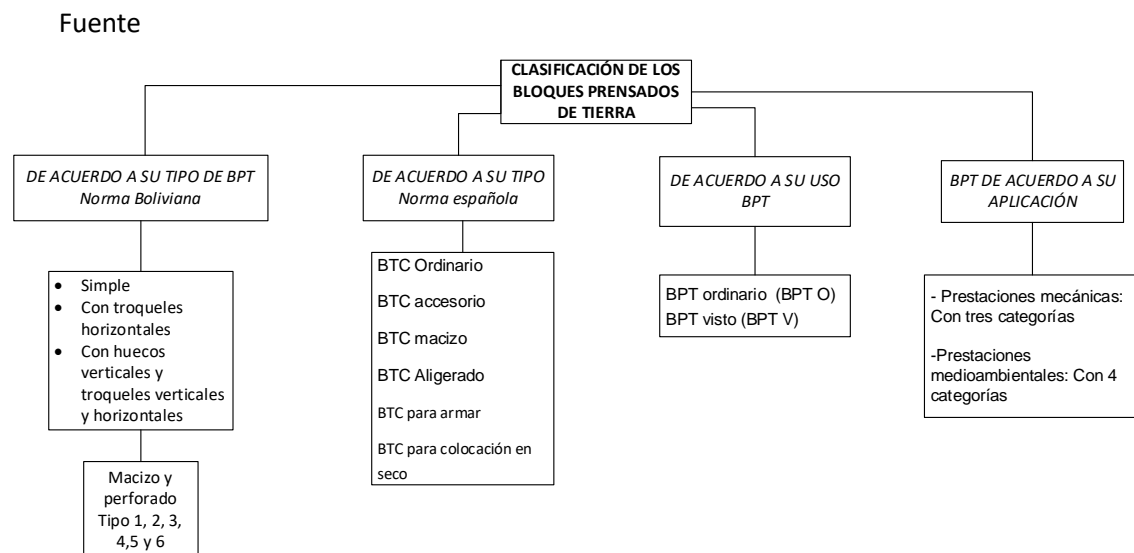 Fuente
CLASIFICACIÓN DE LOS
BLOQUES PRENSADOS
DE TIERRA
DE ACUERDO A SU TIPO DE BPT
Norma Boliviana
• Simple
• Con troqueles
horizontales
• Con huecos
verticales y
troqueles verticales
y horizontales
Macizo y
perforado
Tipo 1, 2, 3,
4,5 y 6
DE ACUERDO A SU TIPO
Norma española
BTC Ordinario
BTC accesorio
BTC macizo
BTC Aligerado
BTC para armar
BTC para colocación en
seco
DE ACUERDO A SU USO
BPT
BPT ordinario (BPT O)
BPT visto (BPT V)
BPT DE ACUERDO A SU
APLICACIÓN
- Prestaciones mecánicas:
Con tres categorías
-Prestaciones
medioambientales: Con 4
categorías